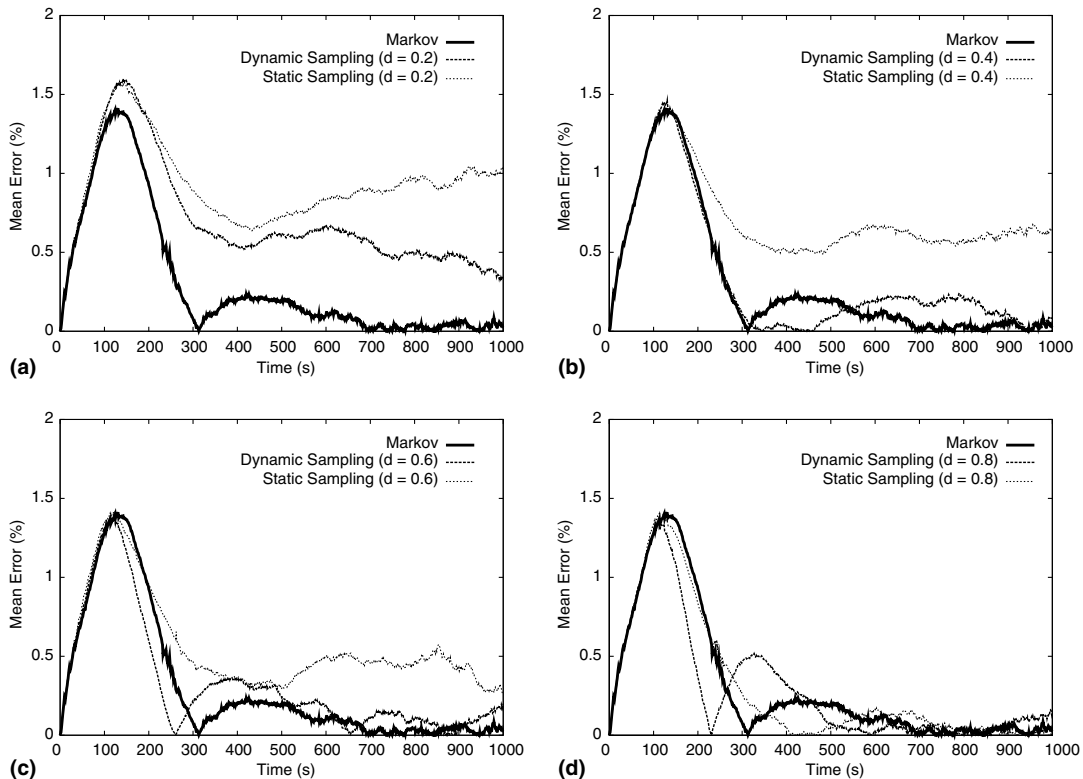 2
1.5
1
0.5
0
Mean Error (%)
Markov
Dynamic Sampling (d = 0.2)
Static Sampling (d = 0.2)
0 100 200 300 400 500 600 700 800 900 1000
Time (s)
(a)
2
1.5
1
0.5
0
Mean Error (%)
Markov
Dynamic Sampling (d = 0.4)
Static Sampling (d = 0.4)
0 100 200 300 400 500 600 700 800 900 1000
Time (s)
(b)
2
1.5
1
0.5
0
Mean Error (%)
Markov
Dynamic Sampling (d = 0.6)
Static Sampling (d = 0.6)
0 100 200 300 400 500 600 700 800 900 1000
Time (s)
(c)
2
1.5
1
0.5
0
Mean Error (%)
Markov
Dynamic Sampling (d = 0.8)
Static Sampling (d = 0.8)
0 100 200 300 400 500 600 700 800 900 1000
Time (s)
(d)